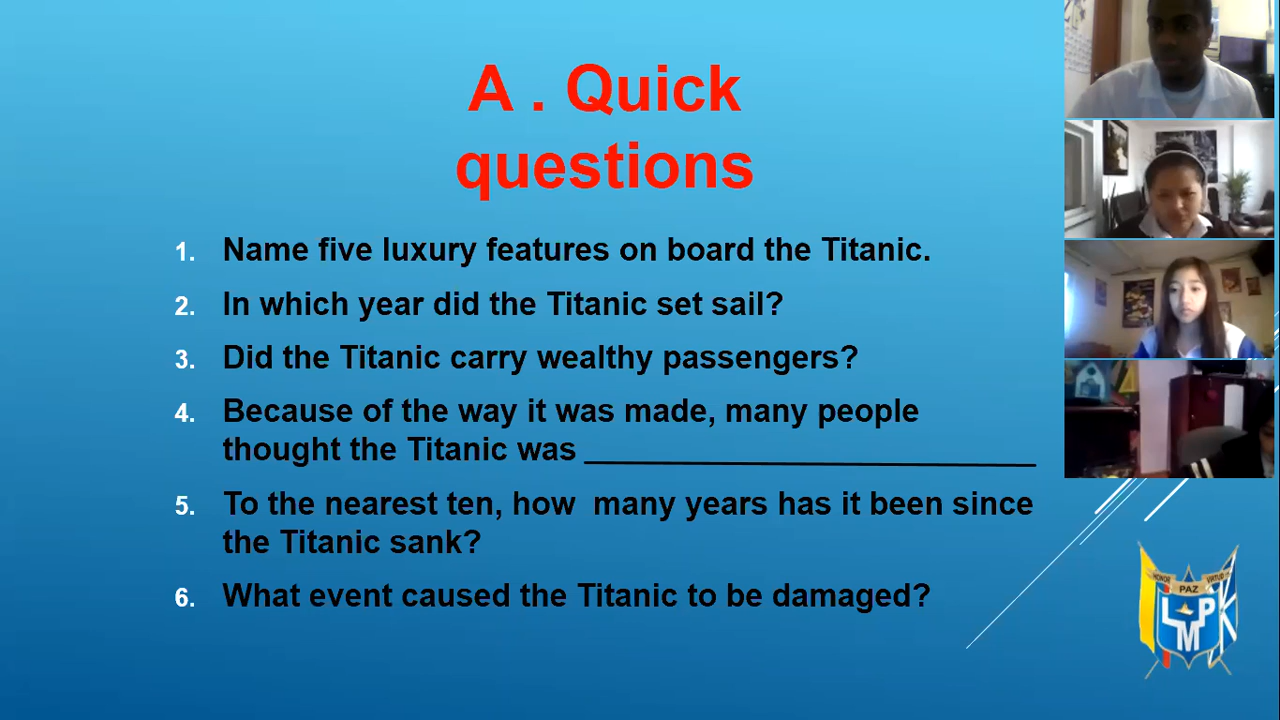 A . Quick
questions
1. Name five luxury features on board the Titanic.
2. In which year did the Titanic set sail?
3. Did the Titanic carry wealthy passengers?
4. Because of the way it was made, many people
thought the Titanic was ____________________________
5. To the nearest ten, how  many years has it been since
the Titanic sank?
6. What event caused the Titanic to be damaged?
PAZ
L
M
P
K